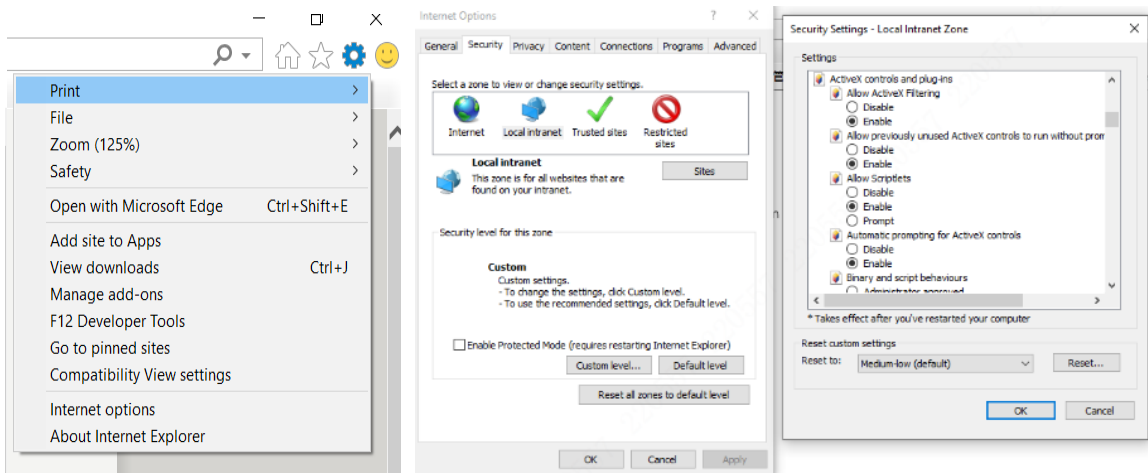 Print
File
Zoom (125%)
Safety
Open with Microsoft Edge Ctrl+Shift+E
Add site to Apps
View downloads Ctrl+J
Manage add-ons
F12 Developer Tools
Go to pinned sites
Compatibility View settings
Internet options
About Internet Explorer
Internet Options
General Security Privacy Content Connections Programs Advanced
Select a zone to view or change security settings.
Internet Local intranet Trusted sites Restricted
sites
Local intranet
This zone is for all websites that are
found on your intranet.
Sites
Security level for this zone
Custom
Custom settings.
- To change the settings, click Custom level.
- To use the recommended settings, click Default level.
Enable Protected Mode (requires restarting Internet Explorer)
Custom level... Default level
Reset all zones to default level
OK Cancel Apply
Security Settings - Local Intranet Zone
Settings
ActiveX controls and plug-ins
Allow ActiveX Filtering
Disable
Enable
Allow previously unused ActiveX controls to run without prom
Disable
Enable
Allow Scriptlets
Disable
Enable
Prompt
Automatic prompting for ActiveX controls
Disable
Enable
Binary and script behaviours
Administrator approved
*Takes effect after you've restarted your computer
Reset custom settings
Reset to: Medium-low (default) Reset...
OK Cancel